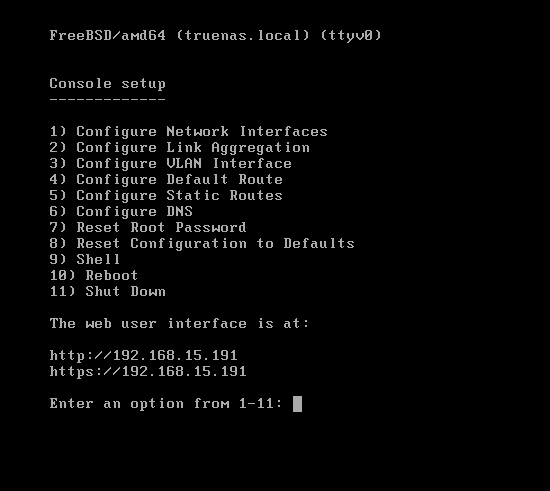 FreeBSD/amd64 (truenas.local) (ttyv0)
Console setup
-------------
1) Configure Network Interfaces
2) Configure Link Aggregation
3) Configure VLAN Interface
4) Configure Default Route
5) Configure Static Routes
6) Configure DNS
7) Reset Root Password
8) Reset Configuration to Defaults
9) Shell
10) Reboot
11) Shut Down
The web user interface is at:
http://192.168.15.191
https://192.168.15.191
Enter an option from 1-11: